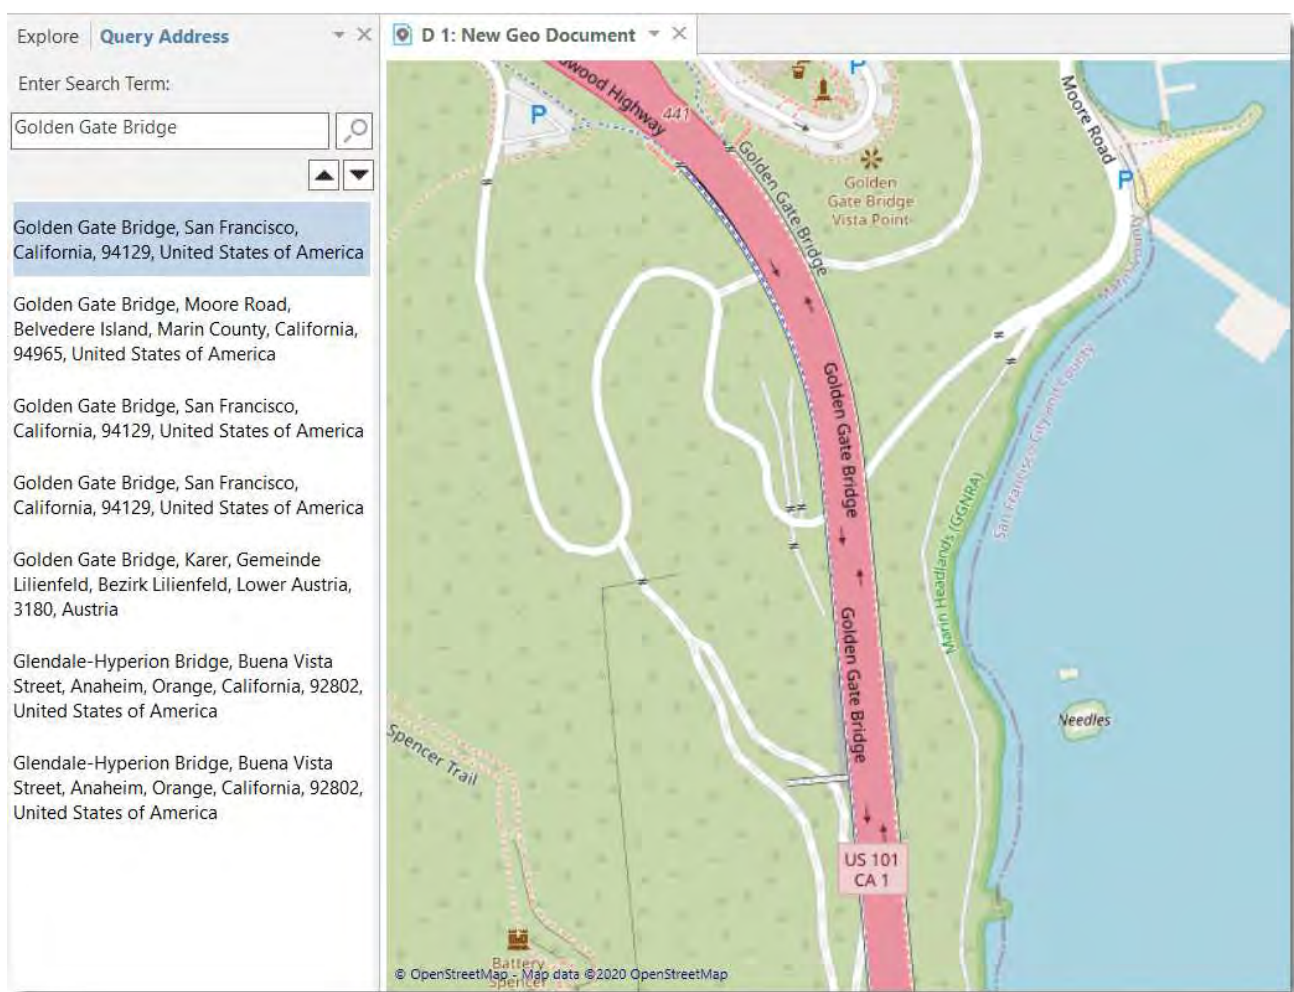 Explore Query Address
D 1: New Geo Document
Enter Search Term:
Golden Gate Bridge
Golden Gate Bridge, San Francisco,
California, 94129, United States of America
Golden Gate Bridge, Moore Road,
Belvedere Island, Marin County, California,
94965, United States of America
Golden Gate Bridge, San Francisco,
California, 94129, United States of America
Golden Gate Bridge, San Francisco,
California, 94129, United States of America
Golden Gate Bridge, Karer, Gemeinde
Lilienfeld, Bezirk Lilienfeld, Lower Austria,
3180, Austria
Glendale-Hyperion Bridge, Buena Vista
Street, Anaheim, Orange, California, 92802,
United States of America
Glendale-Hyperion Bridge, Buena Vista
Street, Anaheim, Orange, California, 92802,
United States of America
P
P
Highway
441
Moore Road
Golden Gate Bridge
Golden
Gate Bridge
Vista Point
P
Golden Gate Bridge
San Francisco City and County
Marin Headlands (GGNRA)
Golden Gate Bridge
Needles
Spencer Trail
US 101
CA 1
Battery
Spencer
© OpenStreetMap - Map data ©2020 OpenStreetMap